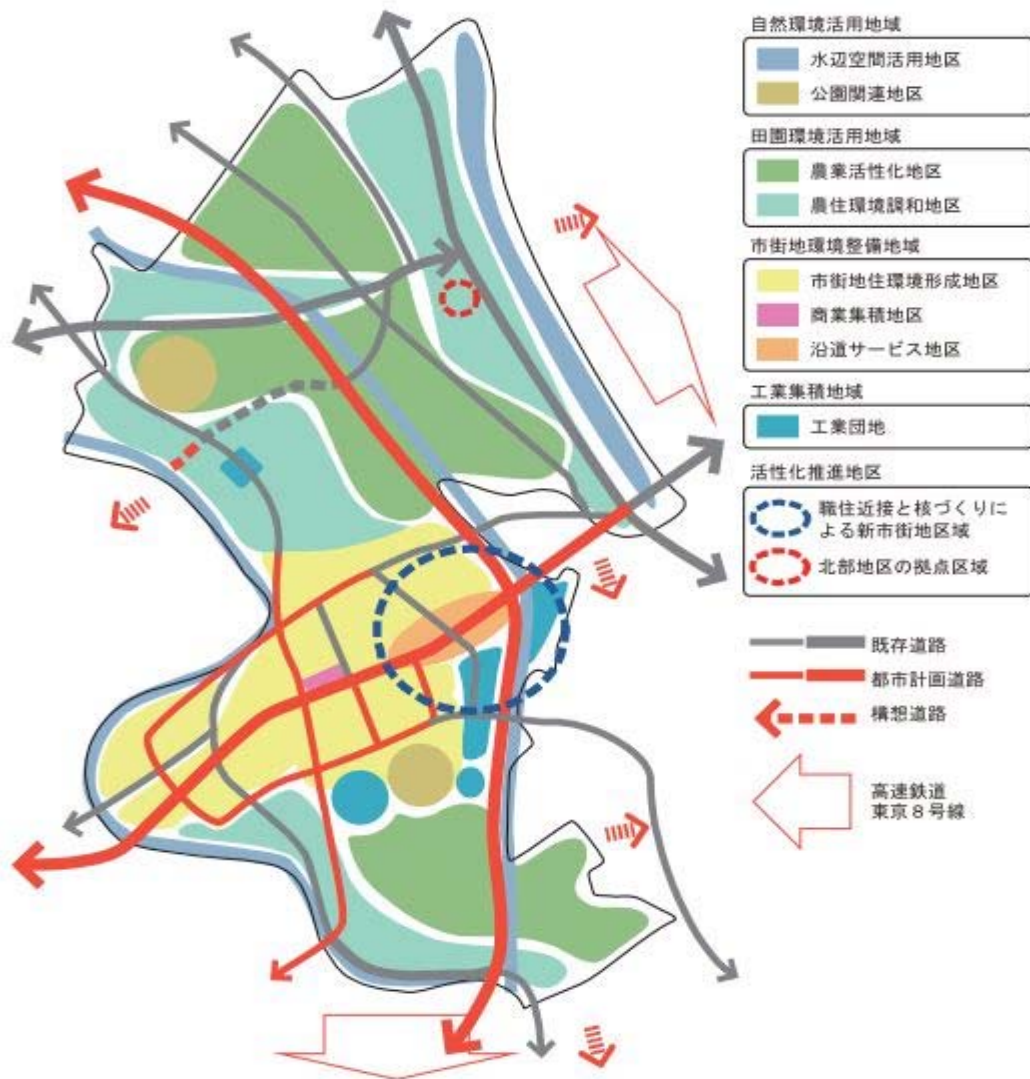 自然環境活用地域
水辺空間活用地区
公園関連地区
田園環境活用地域
農業活性化地区
農住環境調和地区
市街地環境整備地域
市街地住環境形成地区
商業集積地区
沿道サービス地区
工業集積地域
工業団地
活性化推進地区
職住近接と核づくりに
よる新市街地区域
北部地区の拠点区域
既存道路
都市計画道路
構想道路
高速鉄道
東京8号線